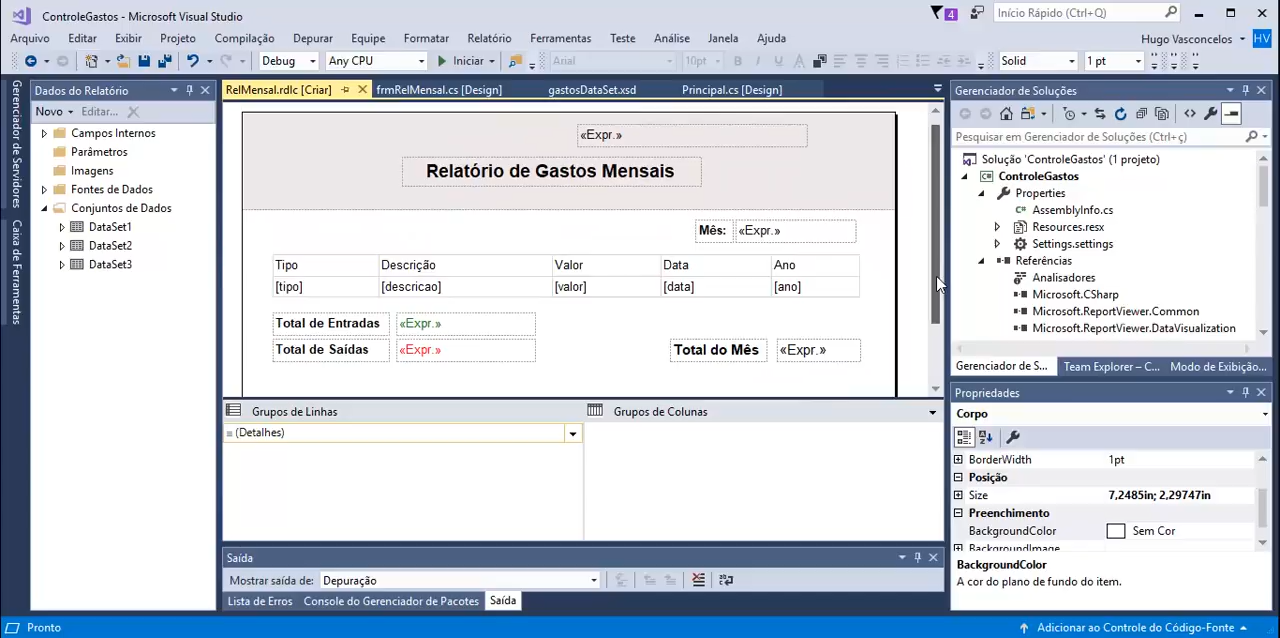 ControleGastos - Microsoft Visual Studio
4
Início Rápido (Ctrl+Q)
Arquivo Editar Exibir Projeto Compilação Depurar Equipe Formatar Relatório Ferramentas Teste Análise Janela Ajuda
Hugo Vasconcelos
HV
Debug
Any CPU
Iniciar
Arial
10pt
Solid
1 pt
Gerenciador de Servidores
Caixa de Ferramentas
Dados do Relatório
Novo
Editar...
Campos Internos
Parâmetros
Imagens
Fontes de Dados
Conjuntos de Dados
DataSet1
DataSet2
DataSet3
RelMensal.rdlc [Criar]
frmRelMensal.cs [Design]
gastosDataSet.xsd
Principal.cs [Design]
«Expr.»
Relatório de Gastos Mensais
Mês: «Expr.»
Tipo Descrição Valor Data Ano
[tipo] [descricao] [valor] [data] [ano]
Total de Entradas «Expr.»
Total de Saídas «Expr.» Total do Mês «Expr.»
Grupos de Linhas
Grupos de Colunas
(Detalhes)
Saída
Mostrar saída de: Depuração
Lista de Erros
Console do Gerenciador de Pacotes
Saída
Gerenciador de Soluções
Pesquisar em Gerenciador de Soluções (Ctrl+ç)
Solução 'ControleGastos' (1 projeto)
ControleGastos
Properties
AssemblyInfo.cs
Resources.resx
Settings.settings
Referências
Analisadores
Microsoft.CSharp
Microsoft.ReportViewer.Common
Microsoft.ReportViewer.DataVisualization
Gerenciador de S...
Team Explorer – C...
Modo de Exibição...
Propriedades
Corpo
BorderWidth 1pt
Posição
Size 7,2485in; 2,29747in
Preenchimento
BackgroundColor Sem Cor
BackgroundImage
BackgroundColor
A cor do plano de fundo do item.
Pronto
Adicionar ao Controle do Código-Fonte